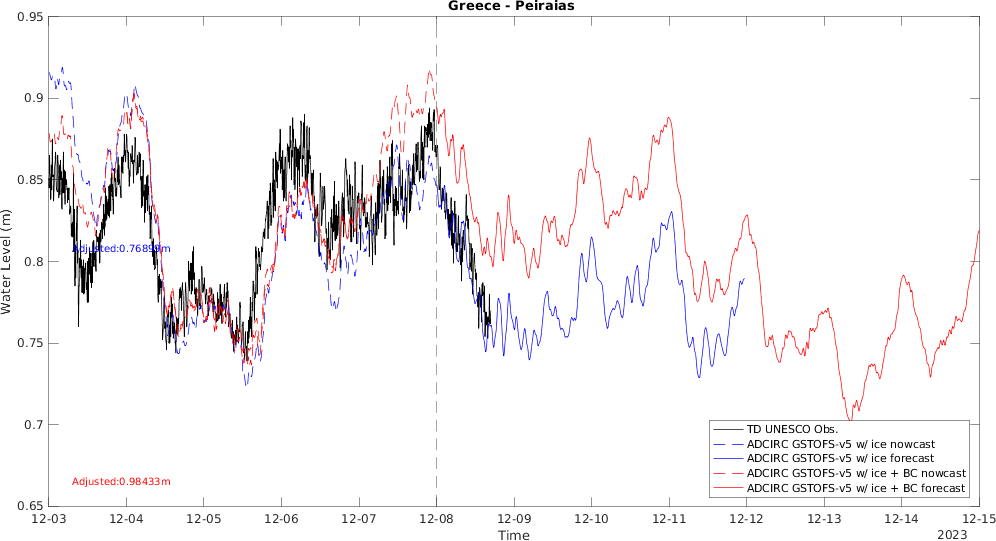 Greece - Peiraias
0.95
0.9
0.85
0.8
0.75
0.7
0.65
Water Level (m)
Adjusted:0.76899m
Adjusted:0.98433m
TD UNESCO Obs.
ADCIRC GSTOFS-v5 w/ ice nowcast
ADCIRC GSTOFS-v5 w/ ice forecast
ADCIRC GSTOFS-v5 w/ ice + BC nowcast
ADCIRC GSTOFS-v5 w/ ice + BC forecast
12-03 12-04 12-05 12-06 12-07 12-08 12-09 12-10 12-11 12-12 12-13 12-14 12-15
Time
2023